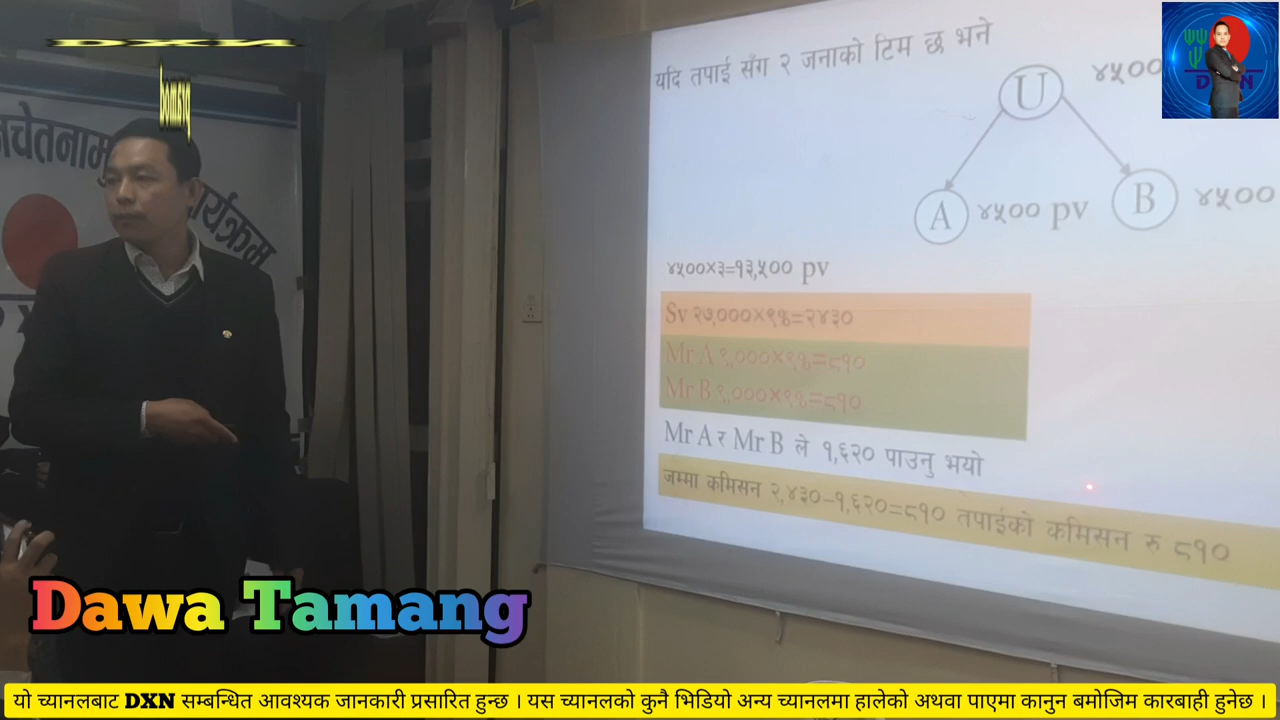 DXN
bomarg
यदि तपाई सँग २ जनाको टिम छ भने
U
४५००
A
४५०० pv
B
४५००
४५००×३=१३,५०० pv
Sv २७,०००×९%=२४३०
Mr A ९,०००×९%=८१०
Mr B ९,०००×९%=८१०
Mr A र Mr B ले १,६२० पाउनु भयो
जम्मा कमिसन २,४३०-१,६२०=८१० तपाईको कमिसन रु ८१०
Dawa Tamang
यो च्यानलबाट DXN सम्बन्धित आवश्यक जानकारी प्रसारित हुन्छ । यस च्यानलको कुनै भिडियो अन्य च्यानलमा हालेको अथवा पाएमा कानुन बमोजिम कारबाही हुनेछ ।